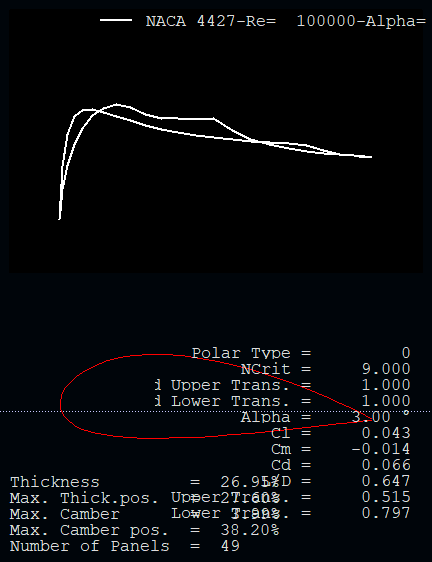 NACA 4427-Re=  100000-Alpha=
Polar Type = 0
NCrit = 9.000
Upper Trans. = 1.000
Lower Trans. = 1.000
Alpha = 3.00 °
Cl = 0.043
Cm = -0.014
Cd = 0.066
L/D = 0.647
Upper Trans. = 0.515
Lower Trans. = 0.797
Thickness = 26.95%
Max. Thick.pos. = 27.60%
Max. Camber = 3.99%
Max. Camber pos. = 38.20%
Number of Panels = 49